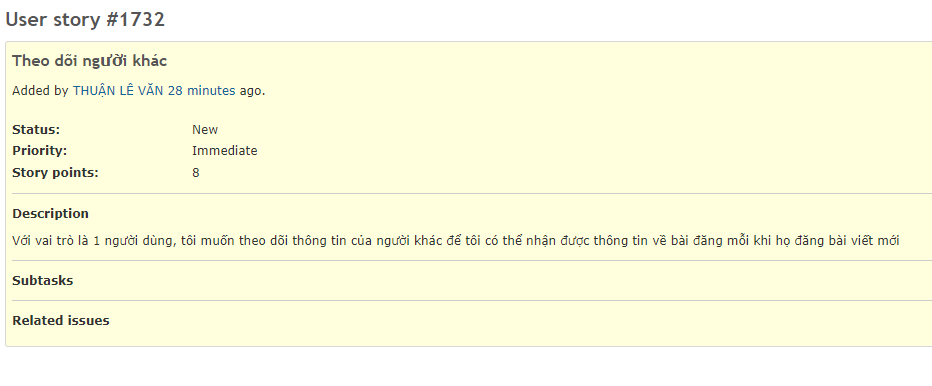 User story #1732
Theo dõi người khác
Added by THUẬN LÊ VĂN 28 minutes ago.
Status: New
Priority: Immediate
Story points: 8
Description
Với vai trò là 1 người dùng, tôi muốn theo dõi thông tin của người khác để tôi có thể nhận được thông tin về bài đăng mỗi khi họ đăng bài viết mới
Subtasks
Related issues